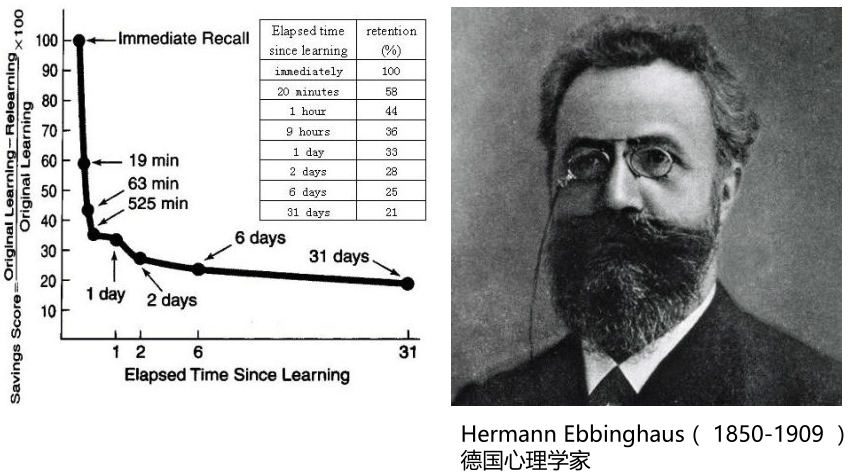 Savings Score = Original Learning – Relearning / Original Learning ×100
100
90
80
70
60
50
40
30
20
10
Immediate Recall
19 min
63 min
525 min
1 day
2 days
6 days
31 days
1 2 6 31
Elapsed Time Since Learning
Elapsed time since learning retention (%)
immediately 100
20 minutes 58
1 hour 44
9 hours 36
1 day 33
2 days 28
6 days 25
31 days 21
Hermann Ebbinghaus ( 1850-1909 )
德国心理学家